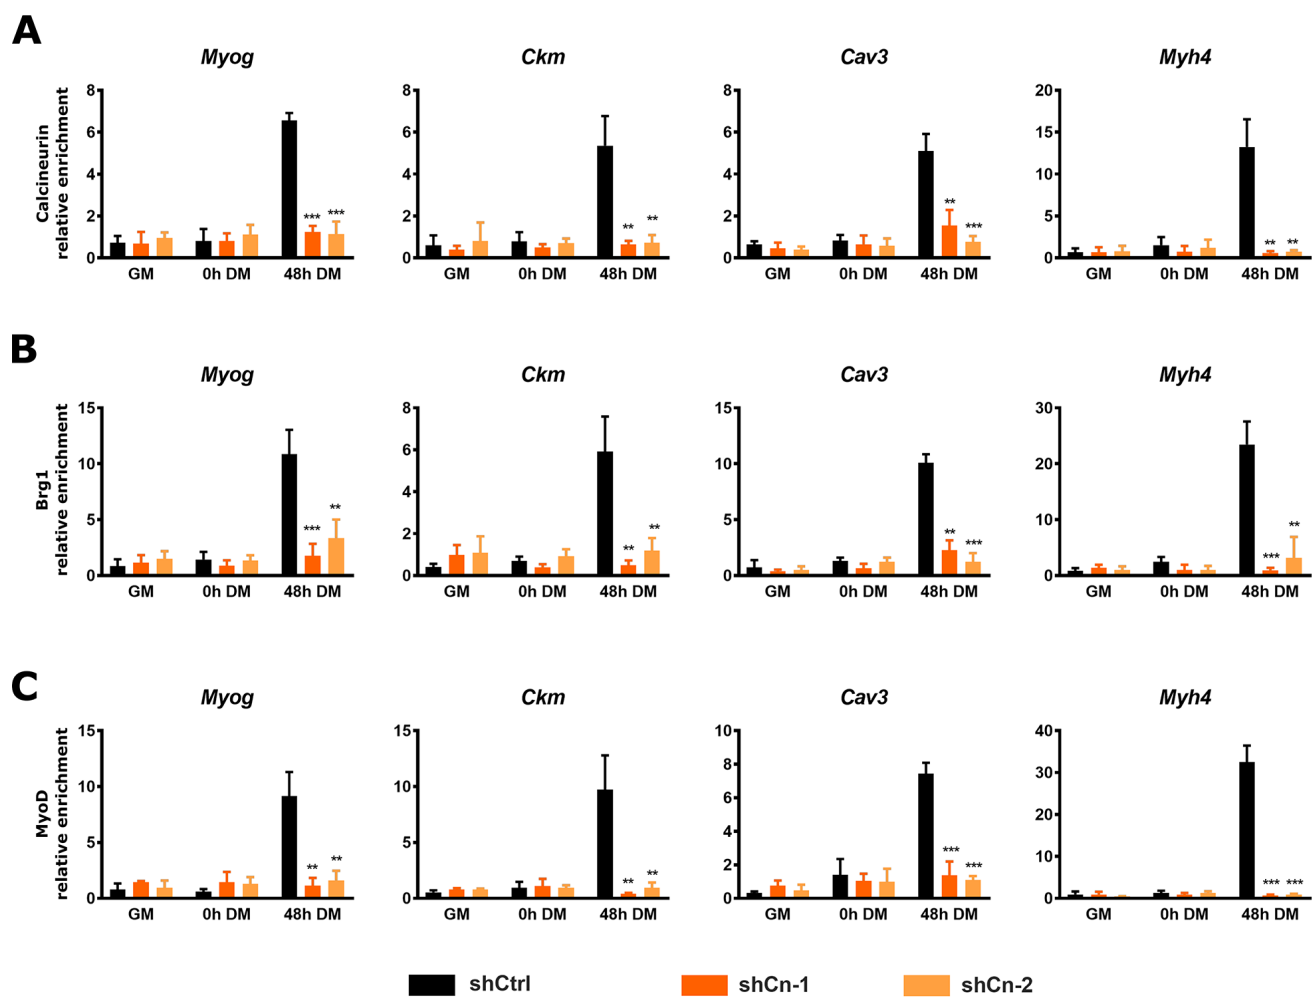 A
Myog
Ckm
Cav3
Myh4
Calcineurin
relative enrichment
8
6
4
2
0
*** ***
GM 0h DM 48h DM
8
6
4
2
0
** **
GM 0h DM 48h DM
8
6
4
2
0
** ***
GM 0h DM 48h DM
20
15
10
5
0
** **
GM 0h DM 48h DM
B
Myog
Ckm
Cav3
Myh4
Brg1
relative enrichment
15
10
5
0
*** **
GM 0h DM 48h DM
8
6
4
2
0
** **
GM 0h DM 48h DM
15
10
5
0
** ***
GM 0h DM 48h DM
30
20
10
0
*** **
GM 0h DM 48h DM
C
Myog
Ckm
Cav3
Myh4
MyoD
relative enrichment
15
10
5
0
** **
GM 0h DM 48h DM
15
10
5
0
** **
GM 0h DM 48h DM
10
8
6
4
2
0
*** ***
GM 0h DM 48h DM
40
30
20
10
0
*** ***
GM 0h DM 48h DM
shCtrl shCn-1 shCn-2